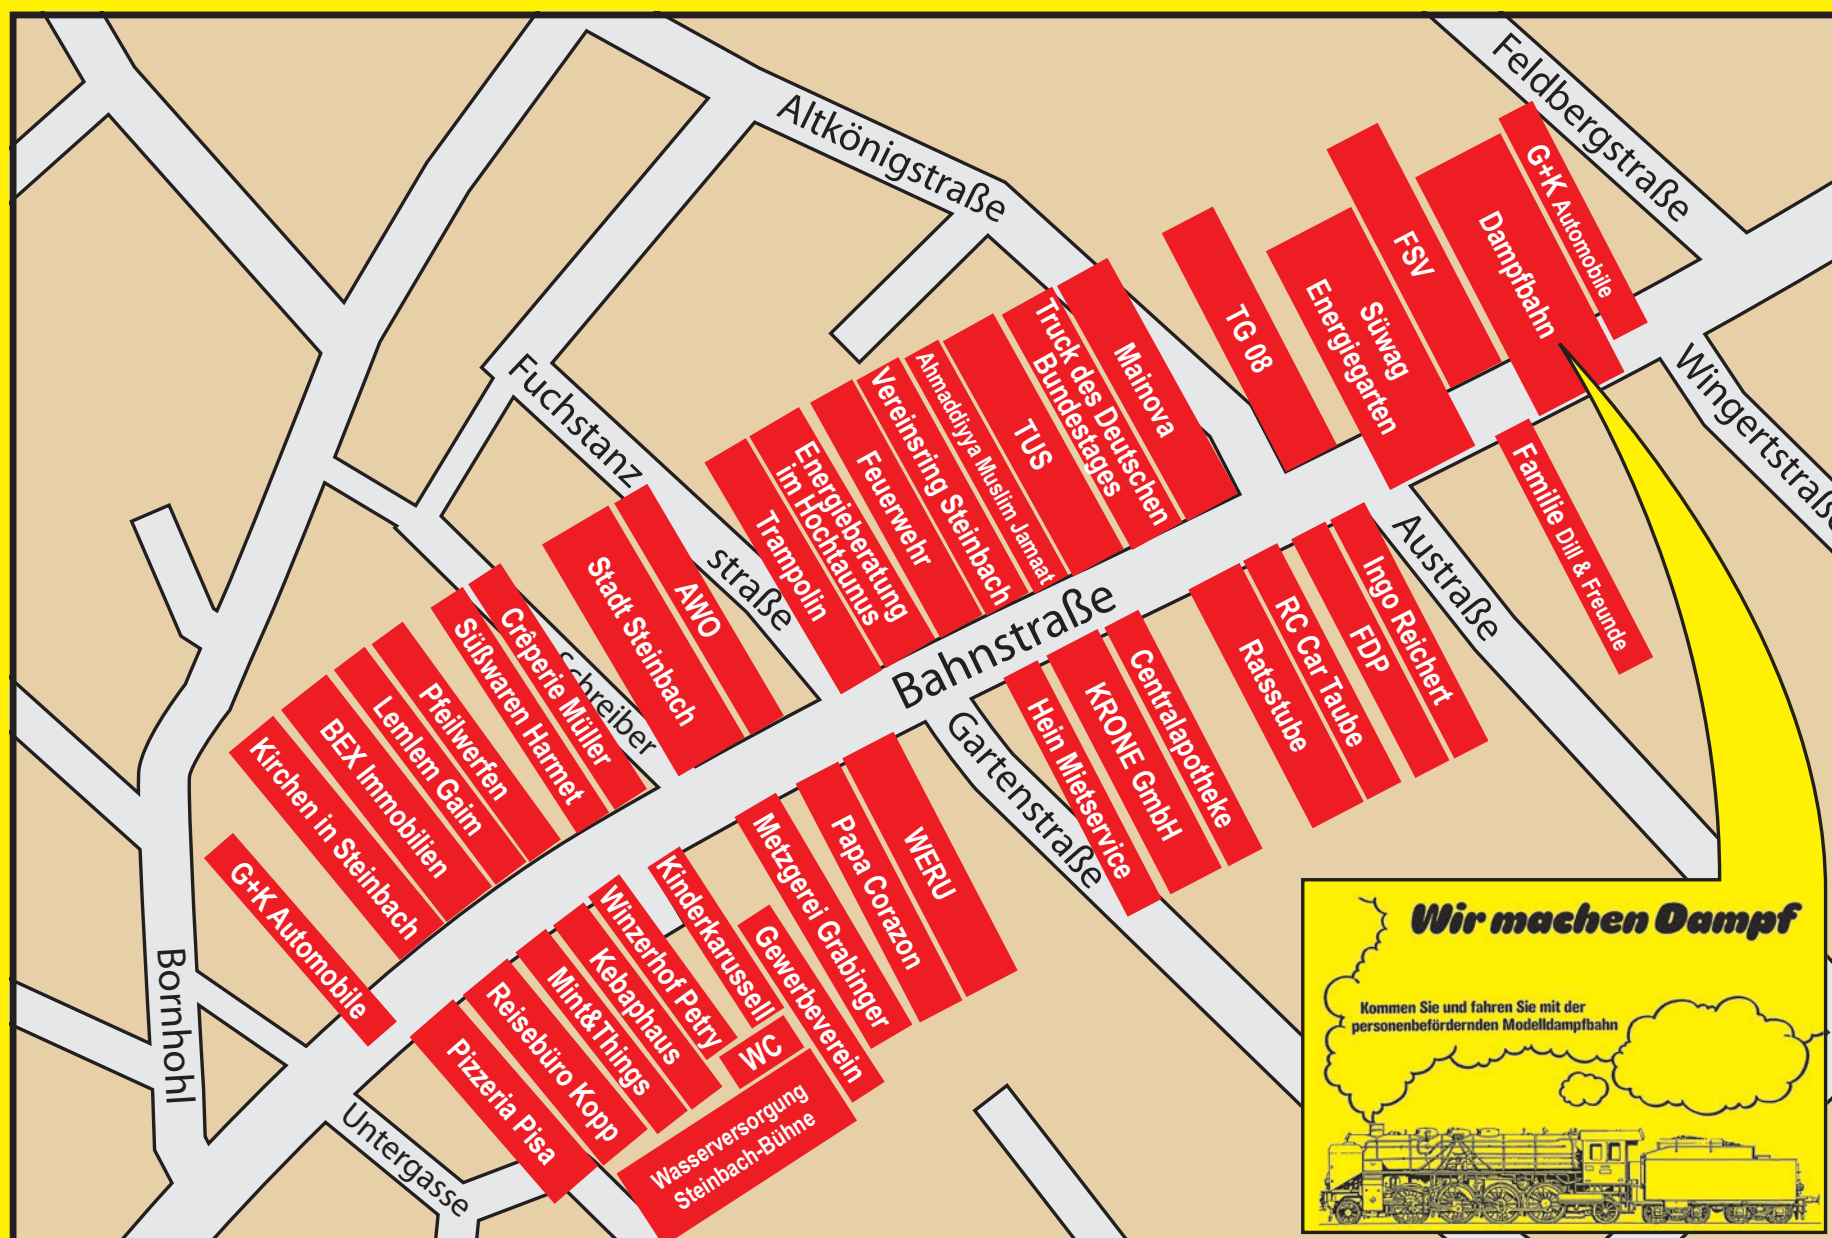 Feldbergstraße
Altkönigstraße
G+K Automobile
Dampfbahn
FSV
Süwag
Energiegarten
TG 08
Mainova
Truck des Deutschen
Bundestages
TUS
Ahmaddiyya Muslim Jamaat
Vereinsring Steinbach
Feuerwehr
Energieberatung
im Hochtaunus
Trampolin
Fuchstanz
straße
AWO
Stadt Steinbach
Schreiber
Crêperie Müller
Süßwaren Harmet
Pfeilwerfen
Lemlem Gaim
BEX Immobilien
Kirchen in Steinbach
G+K Automobile
Bornhohl
Bahnstraße
Wingertstraße
Austraße
Familie Dill & Freunde
Ingo Reichert
FDP
RC Car Taube
Ratsstube
Centralapotheke
KRONE GmbH
Hein Mietservice
Gartenstraße
WERU
Papa Corazon
Metzgerei Grabinger
Gewerbeverein
Kinderkarussell
WC
Winzerhof Petry
Kebaphaus
Mint&Things
Reisebüro Kopp
Pizzeria Pisa
Wasserversorgung
Steinbach-Bühne
Untergasse
Wir machen Dampf
Kommen Sie und fahren Sie mit der
personenbefördernden Modelldampfbahn